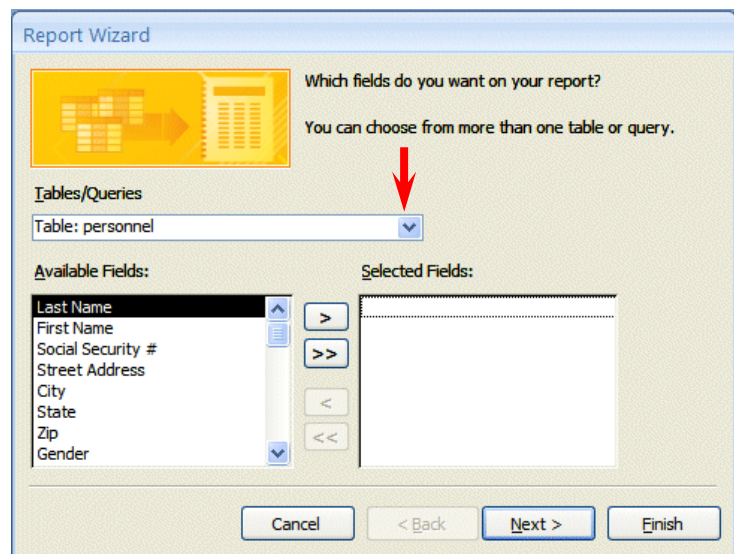 Report Wizard
Which fields do you want on your report?
You can choose from more than one table or query.
Tables/Queries
Table: personnel
Available Fields:
Selected Fields:
Last Name
First Name
Social Security #
Street Address
City
State
Zip
Gender
>
>>
<
<<
Cancel
< Back
Next >
Finish